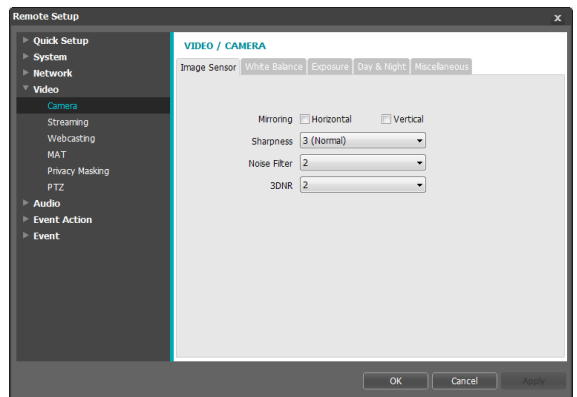 Remote Setup x
Quick Setup
System
Network
Video
Camera
Streaming
Webcasting
MAT
Privacy Masking
PTZ
Audio
Event Action
Event
VIDEO / CAMERA
Image Sensor White Balance Exposure Day & Night Miscellaneous
Mirroring Horizontal Vertical
Sharpness 3 (Normal)
Noise Filter 2
3DNR 2
OK Cancel Apply